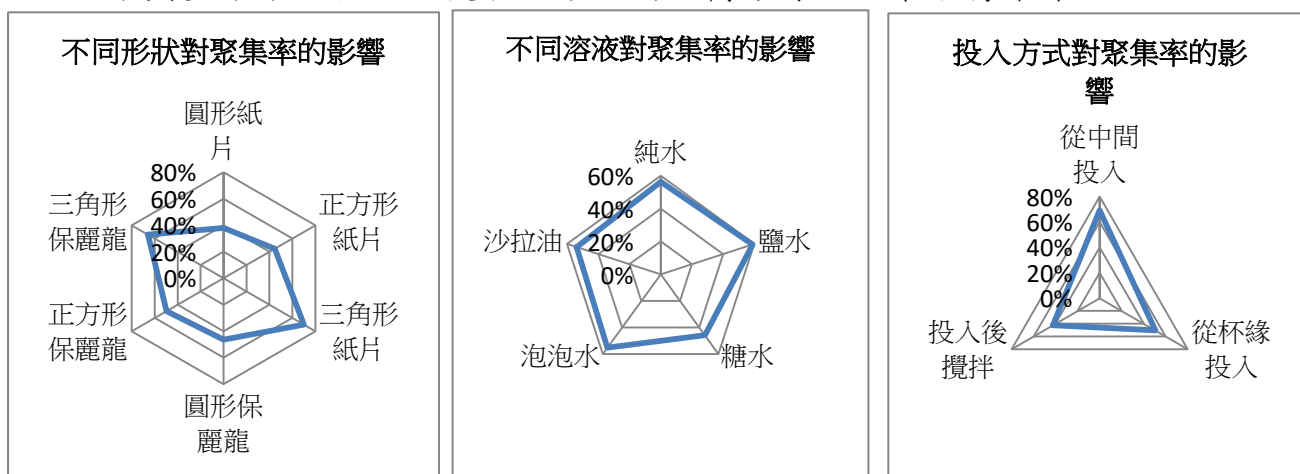 不同形狀對聚集率的影響
圓形紙
片
80%
60%
40%
20%
0%
正方形
紙片
三角形
紙片
圓形保
麗龍
正方形
保麗龍
三角形
保麗龍
不同溶液對聚集率的影響
純水
60%
40%
20%
0%
鹽水
糖水
泡泡水
沙拉油
投入方式對聚集率的影
響
從中間
投入
80%
60%
40%
20%
0%
從杯緣
投入
投入後
攪拌